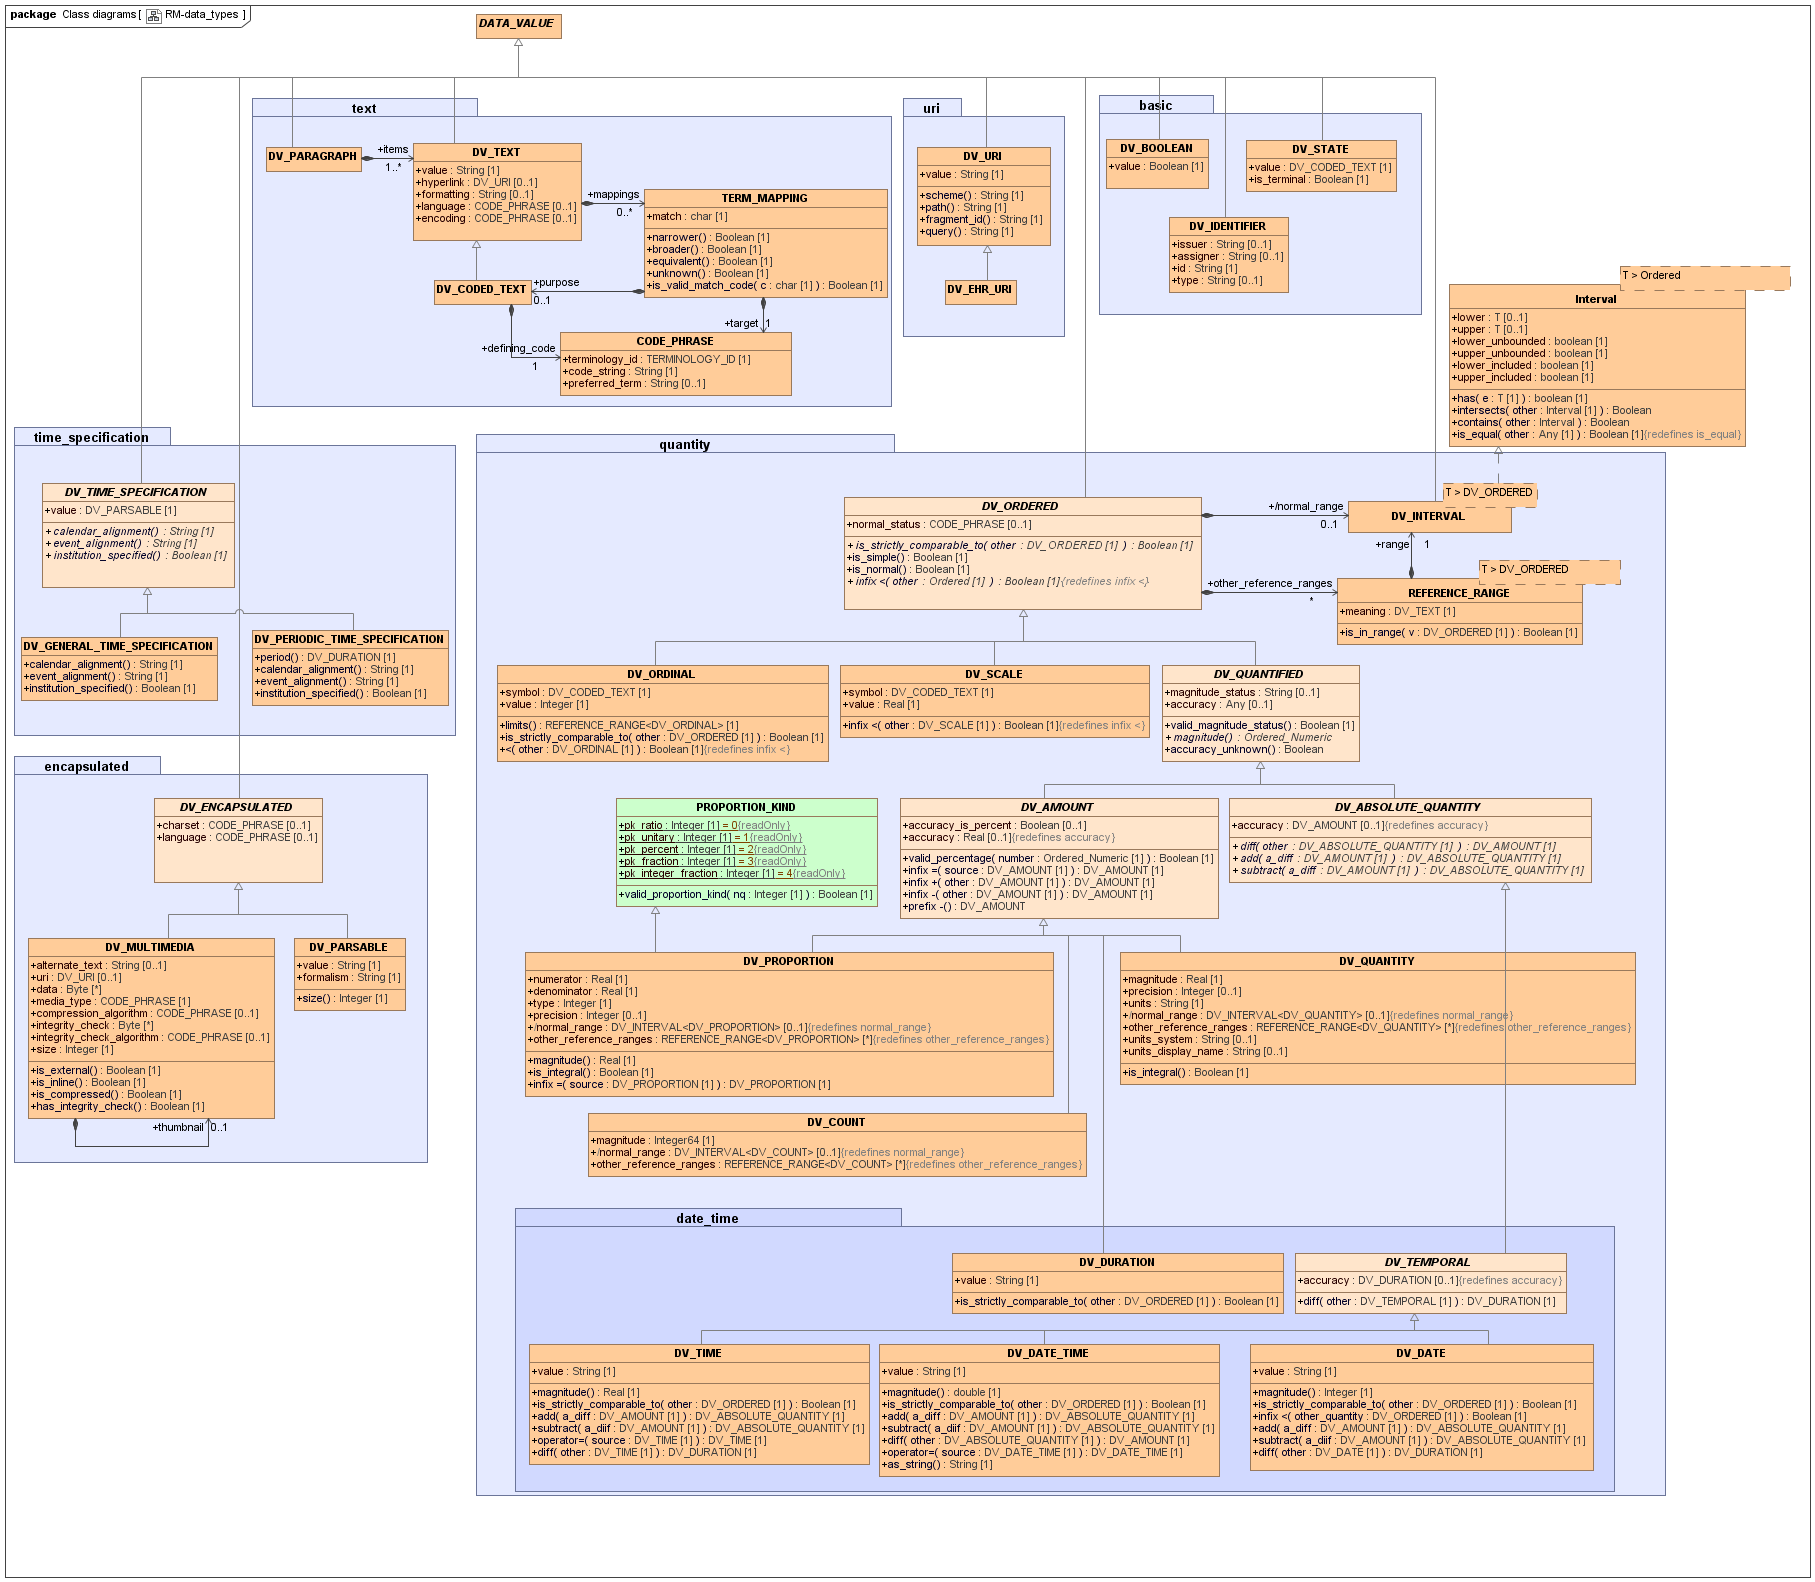 package Class diagrams [ RM-data_types ]
DATA_VALUE
text
DV_PARAGRAPH
+items
1..*
DV_TEXT
+value : String [1]
+hyperlink : DV_URI [0..1]
+formatting : String [0..1]
+language : CODE_PHRASE [0..1]
+encoding : CODE_PHRASE [0..1]
+mappings
0..*
TERM_MAPPING
+match : char [1]
+narrower() : Boolean [1]
+broader() : Boolean [1]
+equivalent() : Boolean [1]
+unknown() : Boolean [1]
+is_valid_match_code( c : char [1] ) : Boolean [1]
DV_CODED_TEXT
+purpose
0..1
+target
1
+defining_code
1
CODE_PHRASE
+terminology_id : TERMINOLOGY_ID [1]
+code_string : String [1]
+preferred_term : String [0..1]
uri
DV_URI
+value : String [1]
+scheme() : String [1]
+path() : String [1]
+fragment_id() : String [1]
+query() : String [1]
DV_EHR_URI
basic
DV_BOOLEAN
+value : Boolean [1]
DV_STATE
+value : DV_CODED_TEXT [1]
+is_terminal : Boolean [1]
DV_IDENTIFIER
+issuer : String [0..1]
+assigner : String [0..1]
+id : String [1]
+type : String [0..1]
T > Ordered
Interval
+lower : T [0..1]
+upper : T [0..1]
+lower_unbounded : boolean [1]
+upper_unbounded : boolean [1]
+lower_included : boolean [1]
+upper_included : boolean [1]
+has( e : T [1] ) : boolean [1]
+intersects( other : Interval [1] ) : Boolean
+contains( other : Interval ) : Boolean
+is_equal( other : Any [1] ) : Boolean [1]{redefines is_equal}
time_specification
DV_TIME_SPECIFICATION
+value : DV_PARSABLE [1]
+ calendar_alignment() : String [1]
+ event_alignment() : String [1]
+ institution_specified() : Boolean [1]
DV_GENERAL_TIME_SPECIFICATION
+calendar_alignment() : String [1]
+event_alignment() : String [1]
+institution_specified() : Boolean [1]
DV_PERIODIC_TIME_SPECIFICATION
+period() : DV_DURATION [1]
+calendar_alignment() : String [1]
+event_alignment() : String [1]
+institution_specified() : Boolean [1]
encapsulated
DV_ENCAPSULATED
+charset : CODE_PHRASE [0..1]
+language : CODE_PHRASE [0..1]
DV_MULTIMEDIA
+alternate_text : String [0..1]
+uri : DV_URI [0..1]
+data : Byte [*]
+media_type : CODE_PHRASE [1]
+compression_algorithm : CODE_PHRASE [0..1]
+integrity_check : Byte [*]
+integrity_check_algorithm : CODE_PHRASE [0..1]
+size : Integer [1]
+is_external() : Boolean [1]
+is_inline() : Boolean [1]
+is_compressed() : Boolean [1]
+has_integrity_check() : Boolean [1]
+thumbnail
0..1
DV_PARSABLE
+value : String [1]
+formalism : String [1]
+size() : Integer [1]
quantity
DV_ORDERED
+normal_status : CODE_PHRASE [0..1]
+ is_strictly_comparable_to( other : DV_ORDERED [1] ) : Boolean [1]
+is_simple() : Boolean [1]
+is_normal() : Boolean [1]
+ infix <( other : Ordered [1] ) : Boolean [1]{redefines infix <}
+/normal_range
0..1
T > DV_ORDERED
DV_INTERVAL
+range
1
+other_reference_ranges
*
T > DV_ORDERED
REFERENCE_RANGE
+meaning : DV_TEXT [1]
+is_in_range( v : DV_ORDERED [1] ) : Boolean [1]
DV_ORDINAL
+symbol : DV_CODED_TEXT [1]
+value : Integer [1]
+limits() : REFERENCE_RANGE<DV_ORDINAL> [1]
+is_strictly_comparable_to( other : DV_ORDERED [1] ) : Boolean [1]
+<( other : DV_ORDINAL [1] ) : Boolean [1]{redefines infix <}
DV_SCALE
+symbol : DV_CODED_TEXT [1]
+value : Real [1]
+infix <( other : DV_SCALE [1] ) : Boolean [1]{redefines infix <}
DV_QUANTIFIED
+magnitude_status : String [0..1]
+accuracy : Any [0..1]
+valid_magnitude_status() : Boolean [1]
+ magnitude() : Ordered_Numeric
+accuracy_unknown() : Boolean
PROPORTION_KIND
+pk_ratio : Integer [1] = 0{readOnly}
+pk_unitary : Integer [1] = 1{readOnly}
+pk_percent : Integer [1] = 2{readOnly}
+pk_fraction : Integer [1] = 3{readOnly}
+pk_integer_fraction : Integer [1] = 4{readOnly}
+valid_proportion_kind( nq : Integer [1] ) : Boolean [1]
DV_AMOUNT
+accuracy_is_percent : Boolean [0..1]
+accuracy : Real [0..1]{redefines accuracy}
+valid_percentage( number : Ordered_Numeric [1] ) : Boolean [1]
+infix =( source : DV_AMOUNT [1] ) : DV_AMOUNT [1]
+infix +( other : DV_AMOUNT [1] ) : DV_AMOUNT [1]
+infix -( other : DV_AMOUNT [1] ) : DV_AMOUNT [1]
+prefix -() : DV_AMOUNT
DV_ABSOLUTE_QUANTITY
+accuracy : DV_AMOUNT [0..1]{redefines accuracy}
+ diff( other : DV_ABSOLUTE_QUANTITY [1] ) : DV_AMOUNT [1]
+ add( a_diff : DV_AMOUNT [1] ) : DV_ABSOLUTE_QUANTITY [1]
+ subtract( a_diff : DV_AMOUNT [1] ) : DV_ABSOLUTE_QUANTITY [1]
DV_PROPORTION
+numerator : Real [1]
+denominator : Real [1]
+type : Integer [1]
+precision : Integer [0..1]
+/normal_range : DV_INTERVAL<DV_PROPORTION> [0..1]{redefines normal_range}
+other_reference_ranges : REFERENCE_RANGE<DV_PROPORTION> [*]{redefines other_reference_ranges}
+magnitude() : Real [1]
+is_integral() : Boolean [1]
+infix =( source : DV_PROPORTION [1] ) : DV_PROPORTION [1]
DV_QUANTITY
+magnitude : Real [1]
+precision : Integer [0..1]
+units : String [1]
+/normal_range : DV_INTERVAL<DV_QUANTITY> [0..1]{redefines normal_range}
+other_reference_ranges : REFERENCE_RANGE<DV_QUANTITY> [*]{redefines other_reference_ranges}
+units_system : String [0..1]
+units_display_name : String [0..1]
+is_integral() : Boolean [1]
DV_COUNT
+magnitude : Integer64 [1]
+/normal_range : DV_INTERVAL<DV_COUNT> [0..1]{redefines normal_range}
+other_reference_ranges : REFERENCE_RANGE<DV_COUNT> [*]{redefines other_reference_ranges}
date_time
DV_DURATION
+value : String [1]
+is_strictly_comparable_to( other : DV_ORDERED [1] ) : Boolean [1]
DV_TEMPORAL
+accuracy : DV_DURATION [0..1]{redefines accuracy}
+diff( other : DV_TEMPORAL [1] ) : DV_DURATION [1]
DV_TIME
+value : String [1]
+magnitude() : Real [1]
+is_strictly_comparable_to( other : DV_ORDERED [1] ) : Boolean [1]
+add( a_diff : DV_AMOUNT [1] ) : DV_ABSOLUTE_QUANTITY [1]
+subtract( a_diif : DV_AMOUNT [1] ) : DV_ABSOLUTE_QUANTITY [1]
+operator=( source : DV_TIME [1] ) : DV_TIME [1]
+diff( other : DV_TIME [1] ) : DV_DURATION [1]
DV_DATE_TIME
+value : String [1]
+magnitude() : double [1]
+is_strictly_comparable_to( other : DV_ORDERED [1] ) : Boolean [1]
+add( a_diff : DV_AMOUNT [1] ) : DV_ABSOLUTE_QUANTITY [1]
+subtract( a_diif : DV_AMOUNT [1] ) : DV_ABSOLUTE_QUANTITY [1]
+diff( other : DV_ABSOLUTE_QUANTITY [1] ) : DV_AMOUNT [1]
+operator=( source : DV_DATE_TIME [1] ) : DV_DATE_TIME [1]
+as_string() : String [1]
DV_DATE
+value : String [1]
+magnitude() : Integer [1]
+is_strictly_comparable_to( other : DV_ORDERED [1] ) : Boolean [1]
+infix <( other_quantity : DV_ORDERED [1] ) : Boolean [1]
+add( a_diff : DV_AMOUNT [1] ) : DV_ABSOLUTE_QUANTITY [1]
+subtract( a_diif : DV_AMOUNT [1] ) : DV_ABSOLUTE_QUANTITY [1]
+diff( other : DV_DATE [1] ) : DV_DURATION [1]